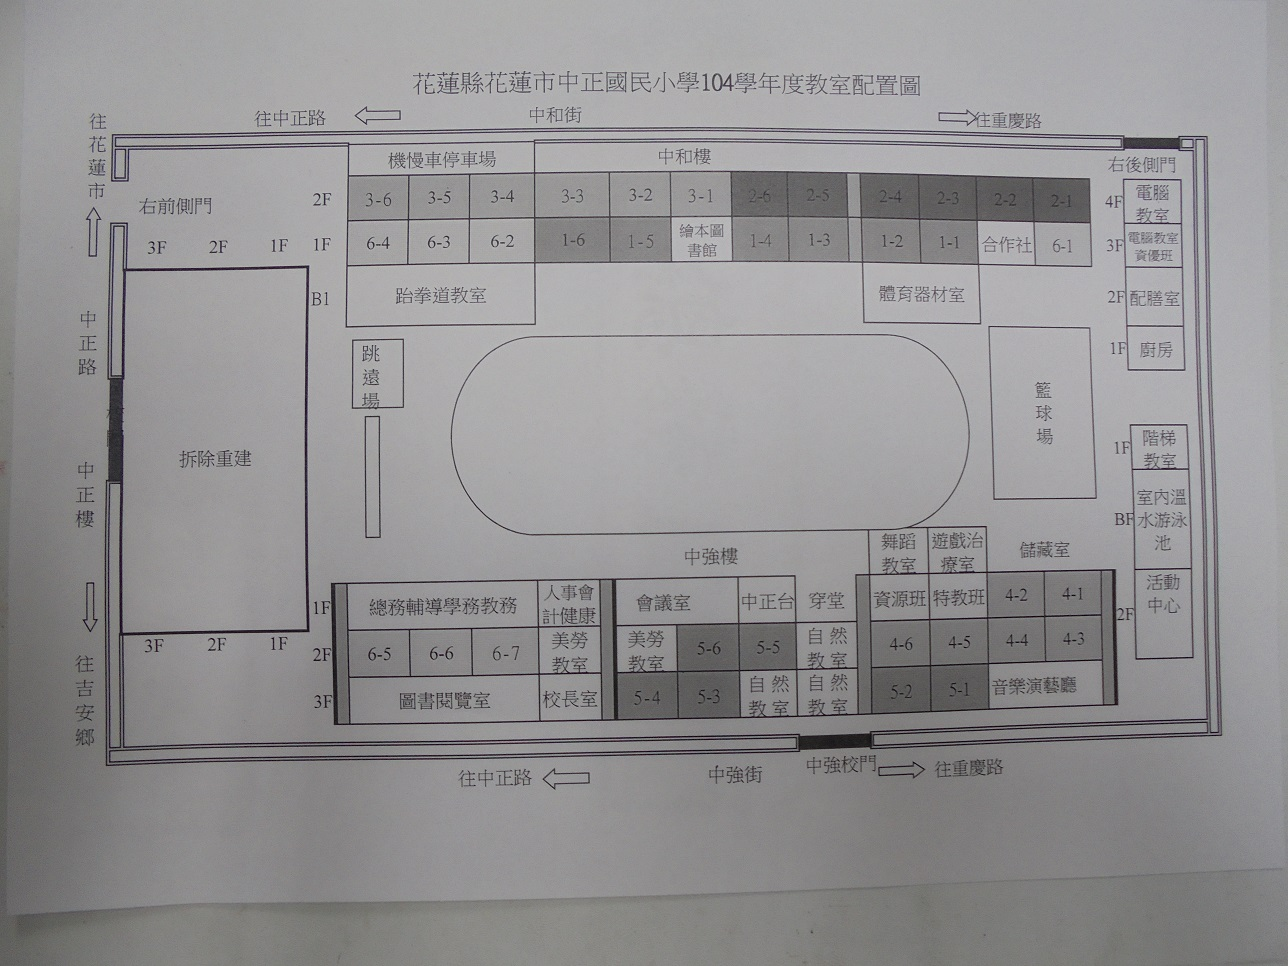 花蓮縣花蓮市中正國民小學104學年度教室配置圖
往中正路 中和街 往重慶路
往花蓮市
機慢車停車場 中和樓 右後側門
右前側門
2F 3-6 3-5 3-4 3-3 3-2 3-1 2-6 2-5 2-4 2-3 2-2 2-1
1F 6-4 6-3 6-2 1-6 1-5 繪本圖書館 1-4 1-3 1-2 1-1 合作社 6-1
B1 跆拳道教室 體育器材室
4F 電腦教室
3F 電腦教室資優班
2F 配膳室
1F 廚房
3F 2F 1F
中正路
拆除重建
中正樓
3F 2F 1F
往吉安鄉
跳遠場
籃球場
1F 階梯教室
BF 室內溫水游泳池
2F 活動中心
中強樓 舞蹈教室 遊戲治療室 儲藏室
1F 總務輔導學務教務 人事會計健康 會議室 中正台 穿堂 資源班 特教班 4-2 4-1
2F 6-5 6-6 6-7 美勞教室 美勞教室 5-6 5-5 自然教室 4-6 4-5 4-4 4-3
3F 圖書閱覽室 校長室 5-4 5-3 自然教室 自然教室 5-2 5-1 音樂演藝廳
往中正路 中強街 中強校門 往重慶路